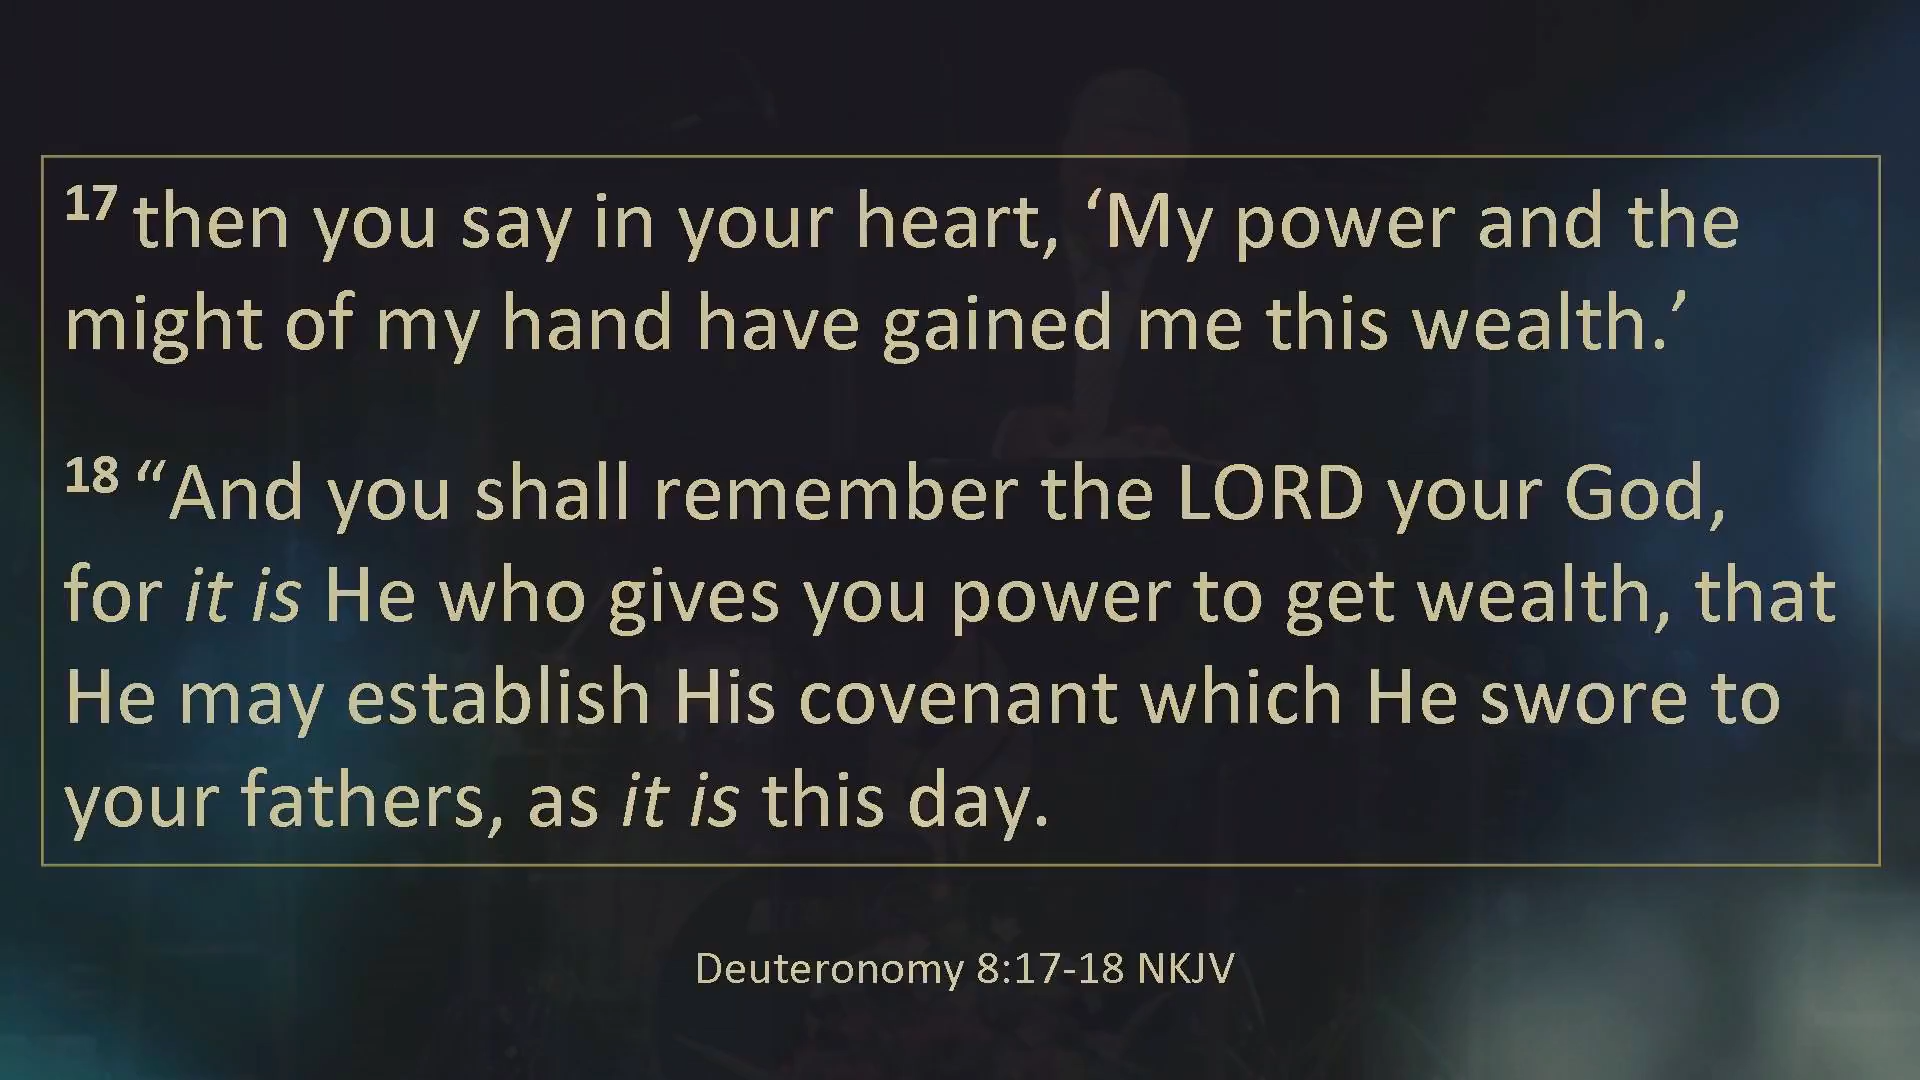 17 then you say in your heart, ‘My power and the
might of my hand have gained me this wealth.’
18 “And you shall remember the LORD your God,
for it is He who gives you power to get wealth, that
He may establish His covenant which He swore to
your fathers, as it is this day.
Deuteronomy 8:17-18 NKJV